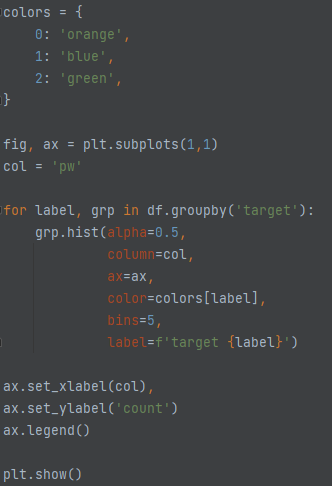 colors = {
    0: 'orange',
    1: 'blue',
    2: 'green',
}
fig, ax = plt.subplots(1,1)
col = 'pw'
for label, grp in df.groupby('target'):
    grp.hist(alpha=0.5,
             column=col,
             ax=ax,
             color=colors[label],
             bins=5,
             label=f'target {label}')
ax.set_xlabel(col),
ax.set_ylabel('count')
ax.legend()
plt.show()